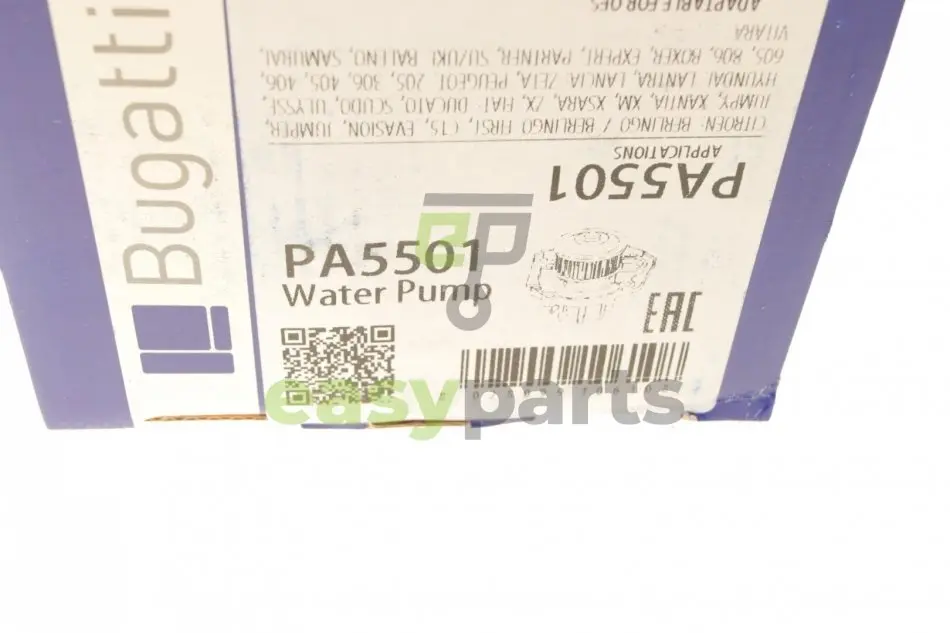 Bugatti
PA5501
Water Pump
EAC
easyparts
PA5501
APPLICATIONS
CITROEN: BERLINGO / BERLINGO FIRST, C15, EVASION, JUMPER,
JUMPY, XANTIA, XM, XSARA, ZX, FIAT: DUCATO, SCUDO, ULYSSE,
HYUNDAI LANTRA, LANCIA ZETA, PEUGEOT 205, 306, 405, 406,
605, 806, BOXER, EXPERT, PARTNER, SUZUKI BALENO, SAMURAI,
VITARA
ADAPTABLE FOR OES